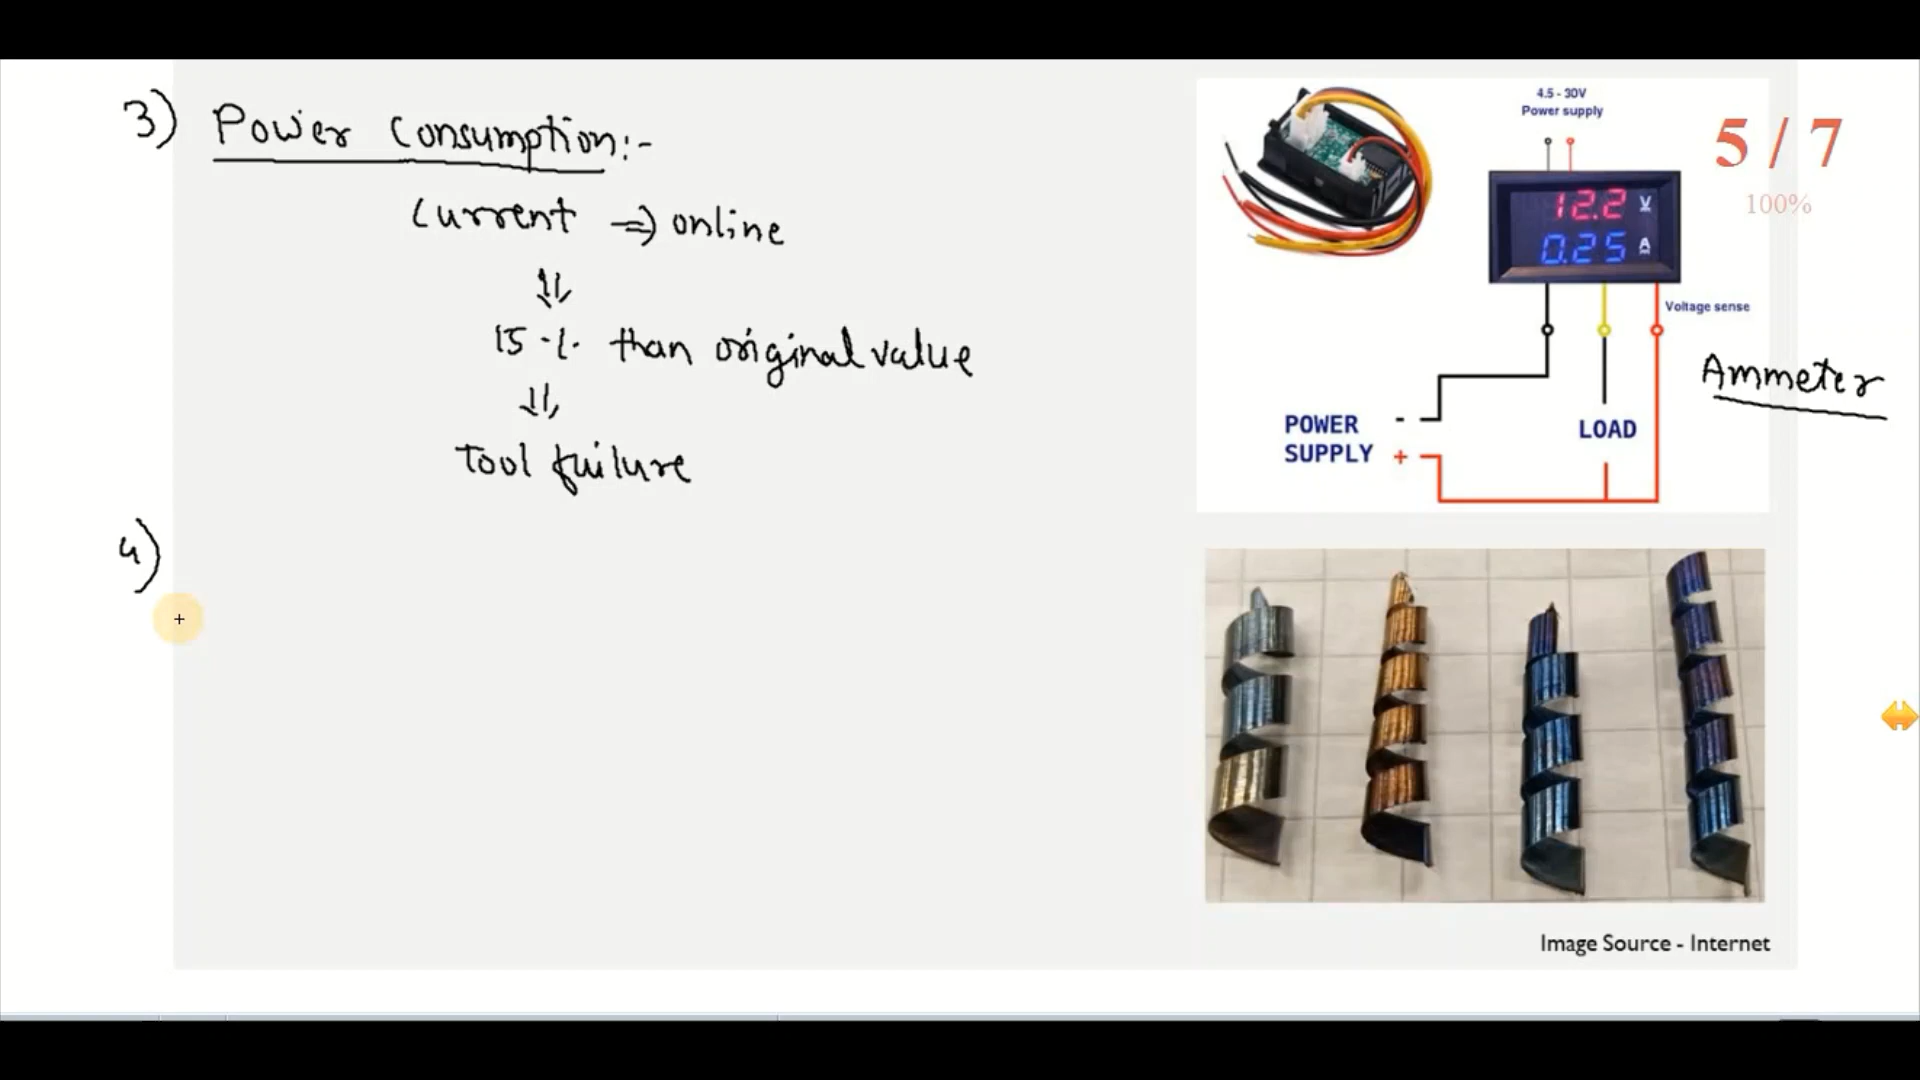 3) Power Consumption:-
Current ⇒ online
⇓
15 % than original value
⇓
Tool failure
4)
4.5 - 30V
Power supply
5 / 7
100%
12.2 V
0.25 A
Voltage sense
Ammeter
POWER
SUPPLY
-
+
LOAD
Image Source - Internet